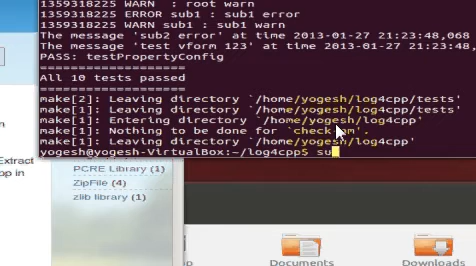 1359318225 WARN : root warn
1359318225 ERROR sub1 : sub1 error
1359318225 WARN sub1 : sub1 warn
The message 'sub2 error' at time 2013-01-27 21:23:48,068
The message 'test vform 123' at time 2013-01-27 21:23:48,
PASS: testPropertyConfig
==================
All 10 tests passed
==================
make[2]: Leaving directory `/home/yogesh/log4cpp/tests'
make[1]: Leaving directory `/home/yogesh/log4cpp/tests'
make[1]: Entering directory `/home/yogesh/log4cpp'
make[1]: Nothing to be done for `check-am'.
make[1]: Leaving directory `/home/yogesh/log4cpp'
yogesh@yogesh-VirtualBox:~/log4cpp$ su
Extract
PCRE Library (1)
ZipFile (4)
zlib library (1)
Documents
Downloads